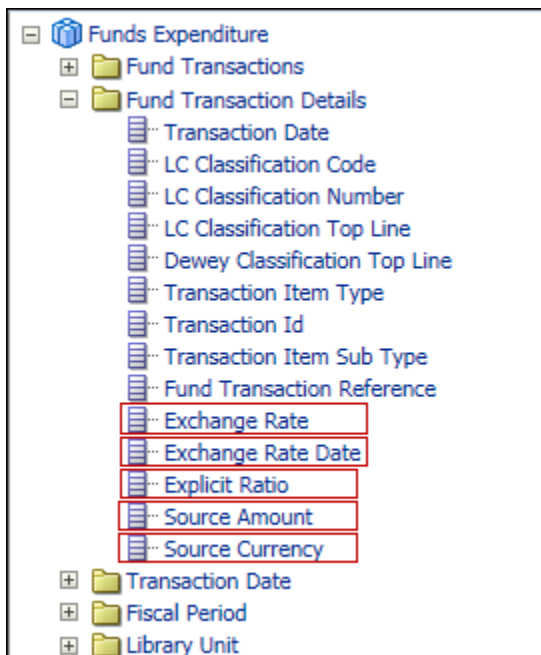 Funds Expenditure
Fund Transactions
Fund Transaction Details
Transaction Date
LC Classification Code
LC Classification Number
LC Classification Top Line
Dewey Classification Top Line
Transaction Item Type
Transaction Id
Transaction Item Sub Type
Fund Transaction Reference
Exchange Rate
Exchange Rate Date
Explicit Ratio
Source Amount
Source Currency
Transaction Date
Fiscal Period
Library Unit